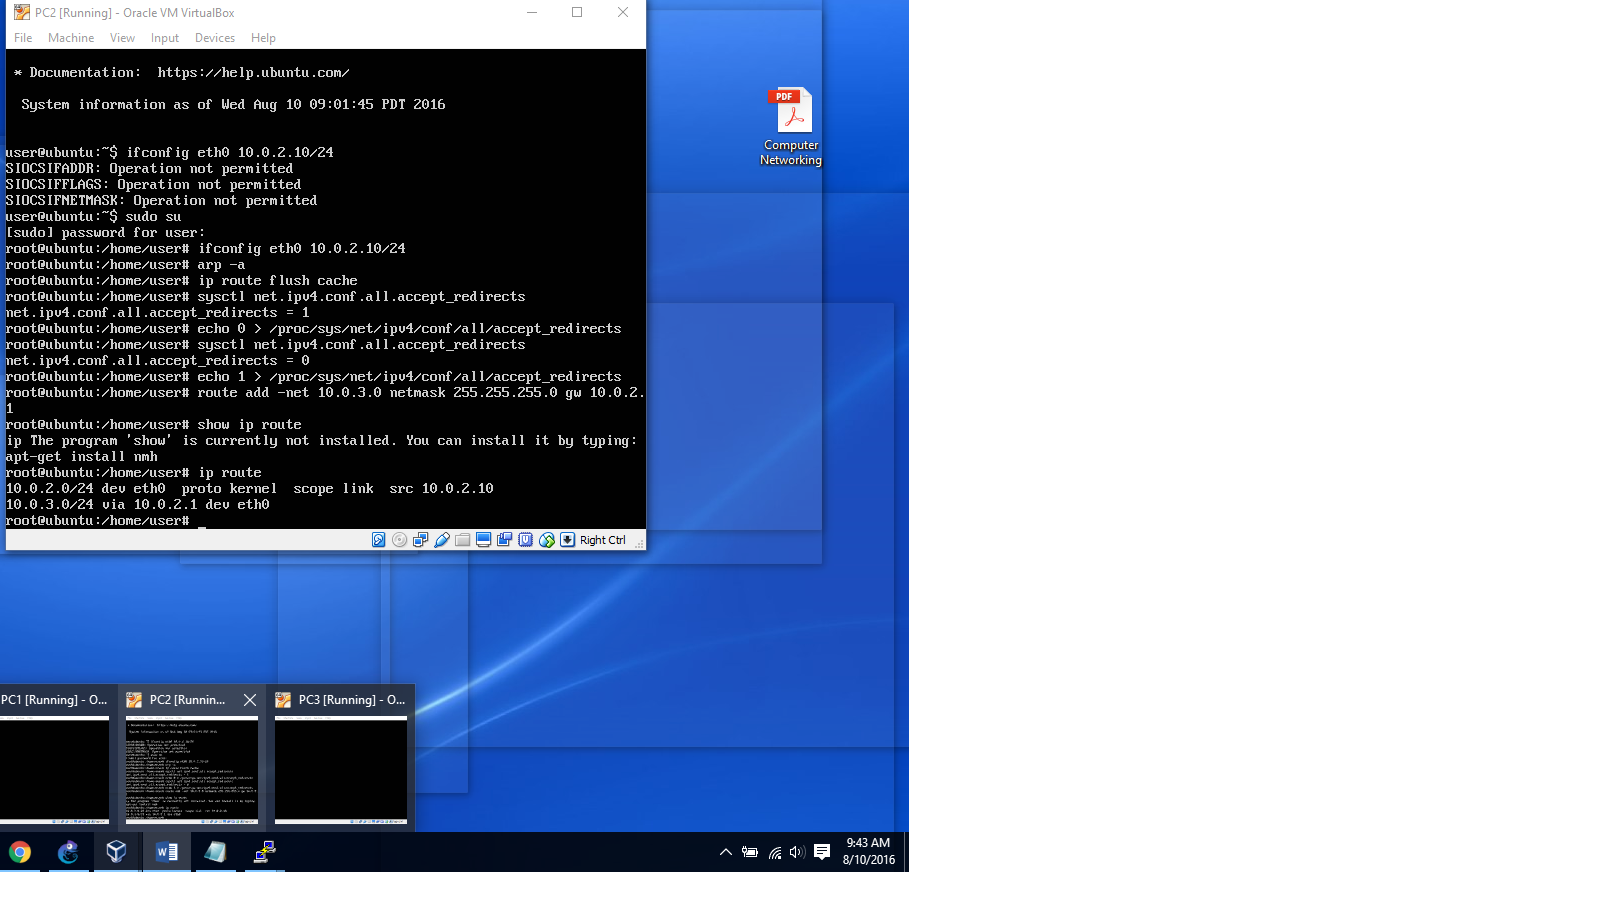 PC2 [Running] - Oracle VM VirtualBox
File Machine View Input Devices Help
* Documentation:  https://help.ubuntu.com/
System information as of Wed Aug 10 09:01:45 PDT 2016
user@ubuntu:~$ ifconfig eth0 10.0.2.10/24
SIOCSIFADDR: Operation not permitted
SIOCSIFFLAGS: Operation not permitted
SIOCSIFNETMASK: Operation not permitted
user@ubuntu:~$ sudo su
[sudo] password for user:
root@ubuntu:/home/user# ifconfig eth0 10.0.2.10/24
root@ubuntu:/home/user# arp -a
root@ubuntu:/home/user# ip route flush cache
root@ubuntu:/home/user# sysctl net.ipv4.conf.all.accept_redirects
net.ipv4.conf.all.accept_redirects = 1
root@ubuntu:/home/user# echo 0 > /proc/sys/net/ipv4/conf/all/accept_redirects
root@ubuntu:/home/user# sysctl net.ipv4.conf.all.accept_redirects
net.ipv4.conf.all.accept_redirects = 0
root@ubuntu:/home/user# echo 1 > /proc/sys/net/ipv4/conf/all/accept_redirects
root@ubuntu:/home/user# route add -net 10.0.3.0 netmask 255.255.255.0 gw 10.0.2.
1
root@ubuntu:/home/user# show ip route
ip The program 'show' is currently not installed. You can install it by typing:
apt-get install nmh
root@ubuntu:/home/user# ip route
10.0.2.0/24 dev eth0  proto kernel  scope link  src 10.0.2.10
10.0.3.0/24 via 10.0.2.1 dev eth0
root@ubuntu:/home/user# _
Right Ctrl
PDF
Computer
Networking
PC1 [Running] - O...
PC2 [Runnin...
PC3 [Running] - O...
9:43 AM
8/10/2016